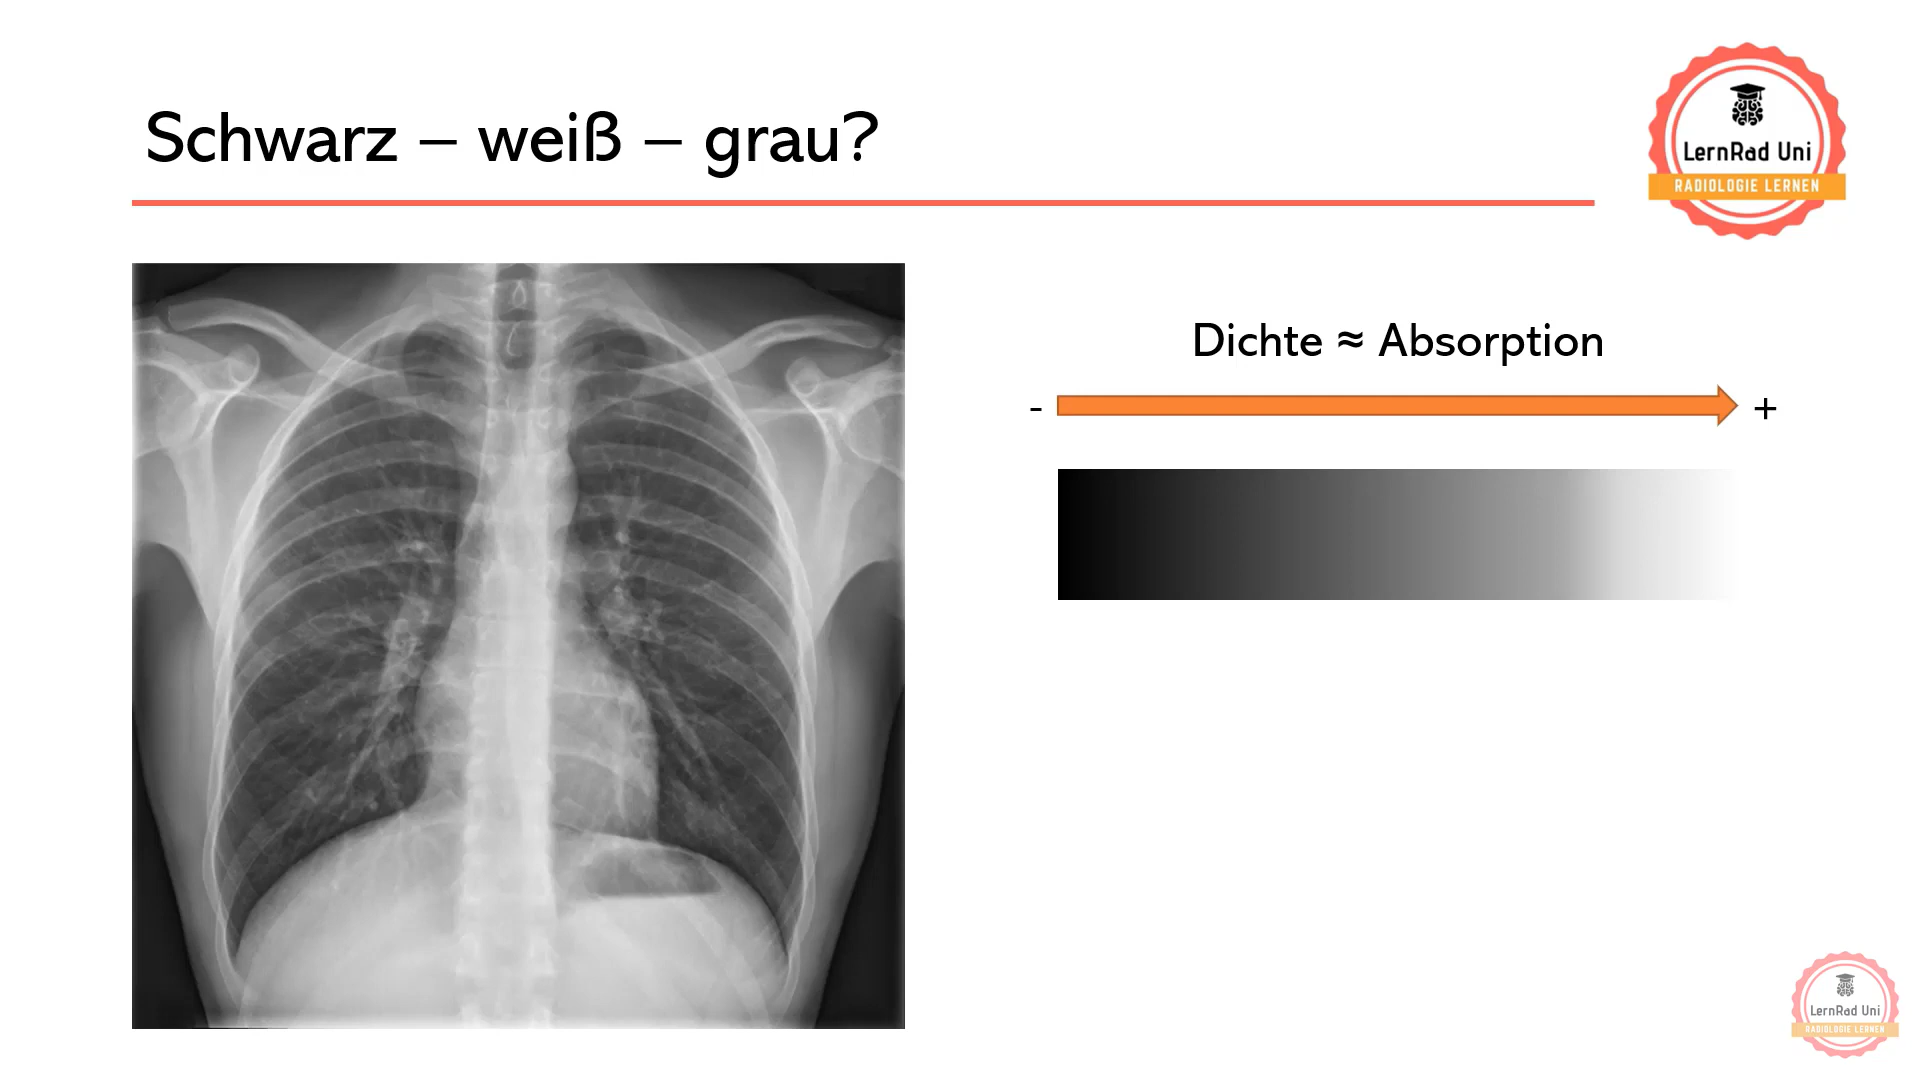 Schwarz – weiß – grau?
LernRad Uni
RADIOLOGIE LERNEN
Dichte ≈ Absorption
- +
LernRad Uni
RADIOLOGIE LERNEN